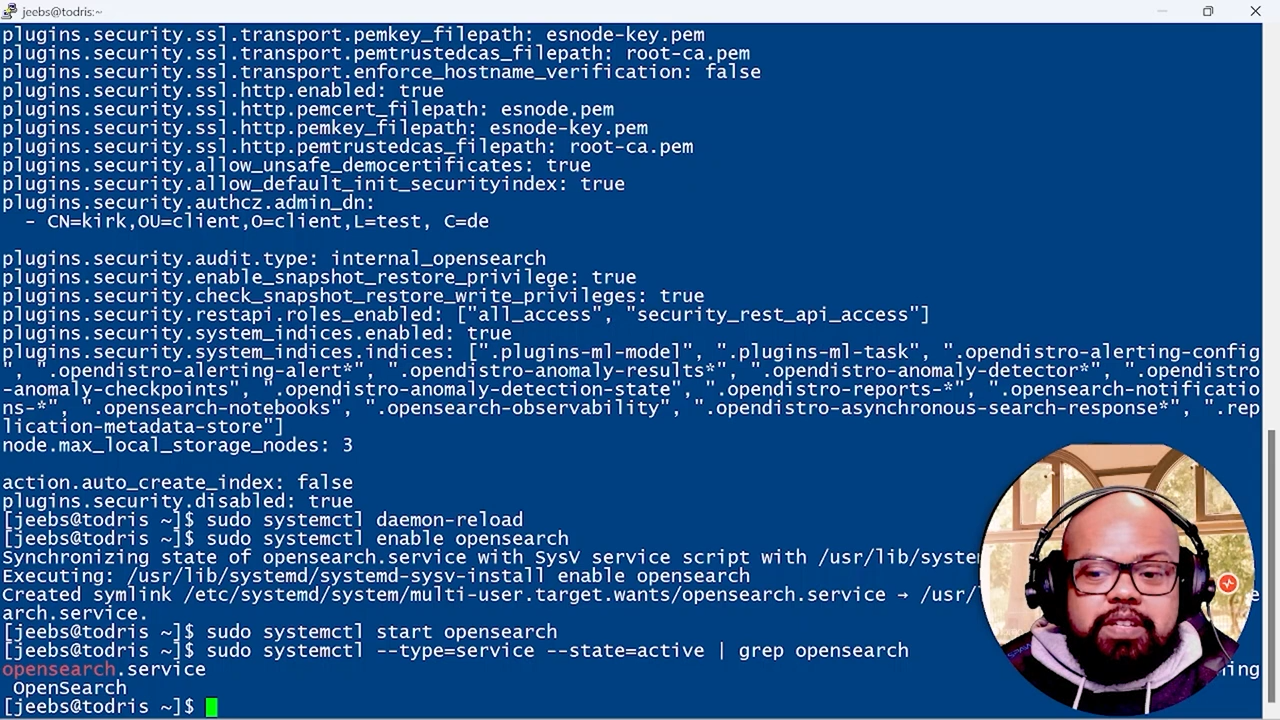 jeebs@todris:~
plugins.security.ssl.transport.pemkey_filepath: esnode-key.pem
plugins.security.ssl.transport.pemtrustedcas_filepath: root-ca.pem
plugins.security.ssl.transport.enforce_hostname_verification: false
plugins.security.ssl.http.enabled: true
plugins.security.ssl.http.pemcert_filepath: esnode.pem
plugins.security.ssl.http.pemkey_filepath: esnode-key.pem
plugins.security.ssl.http.pemtrustedcas_filepath: root-ca.pem
plugins.security.allow_unsafe_democertificates: true
plugins.security.allow_default_init_securityindex: true
plugins.security.authcz.admin_dn:
- CN=kirk,OU=client,O=client,L=test, C=de
plugins.security.audit.type: internal_opensearch
plugins.security.enable_snapshot_restore_privilege: true
plugins.security.check_snapshot_restore_write_privileges: true
plugins.security.restapi.roles_enabled: ["all_access", "security_rest_api_access"]
plugins.security.system_indices.enabled: true
plugins.security.system_indices.indices: [".plugins-ml-model", ".plugins-ml-task", ".opendistro-alerting-config
", ".opendistro-alerting-alert*", ".opendistro-anomaly-results*", ".opendistro-anomaly-detector*", ".opendistro
-anomaly-checkpoints", ".opendistro-anomaly-detection-state", ".opendistro-reports-*", ".opensearch-notificatio
ns-*", ".opensearch-notebooks", ".opensearch-observability", ".opendistro-asynchronous-search-response*", ".rep
lication-metadata-store"]
node.max_local_storage_nodes: 3
action.auto_create_index: false
plugins.security.disabled: true
[jeebs@todris ~]$ sudo systemctl daemon-reload
[jeebs@todris ~]$ sudo systemctl enable opensearch
Synchronizing state of opensearch.service with SysV service script with /usr/lib/system
Executing: /usr/lib/systemd/systemd-sysv-install enable opensearch
Created symlink /etc/systemd/system/multi-user.target.wants/opensearch.service → /usr/
arch.service.
[jeebs@todris ~]$ sudo systemctl start opensearch
[jeebs@todris ~]$ sudo systemctl --type=service --state=active | grep opensearch
opensearch.service
OpenSearch
[jeebs@todris ~]$